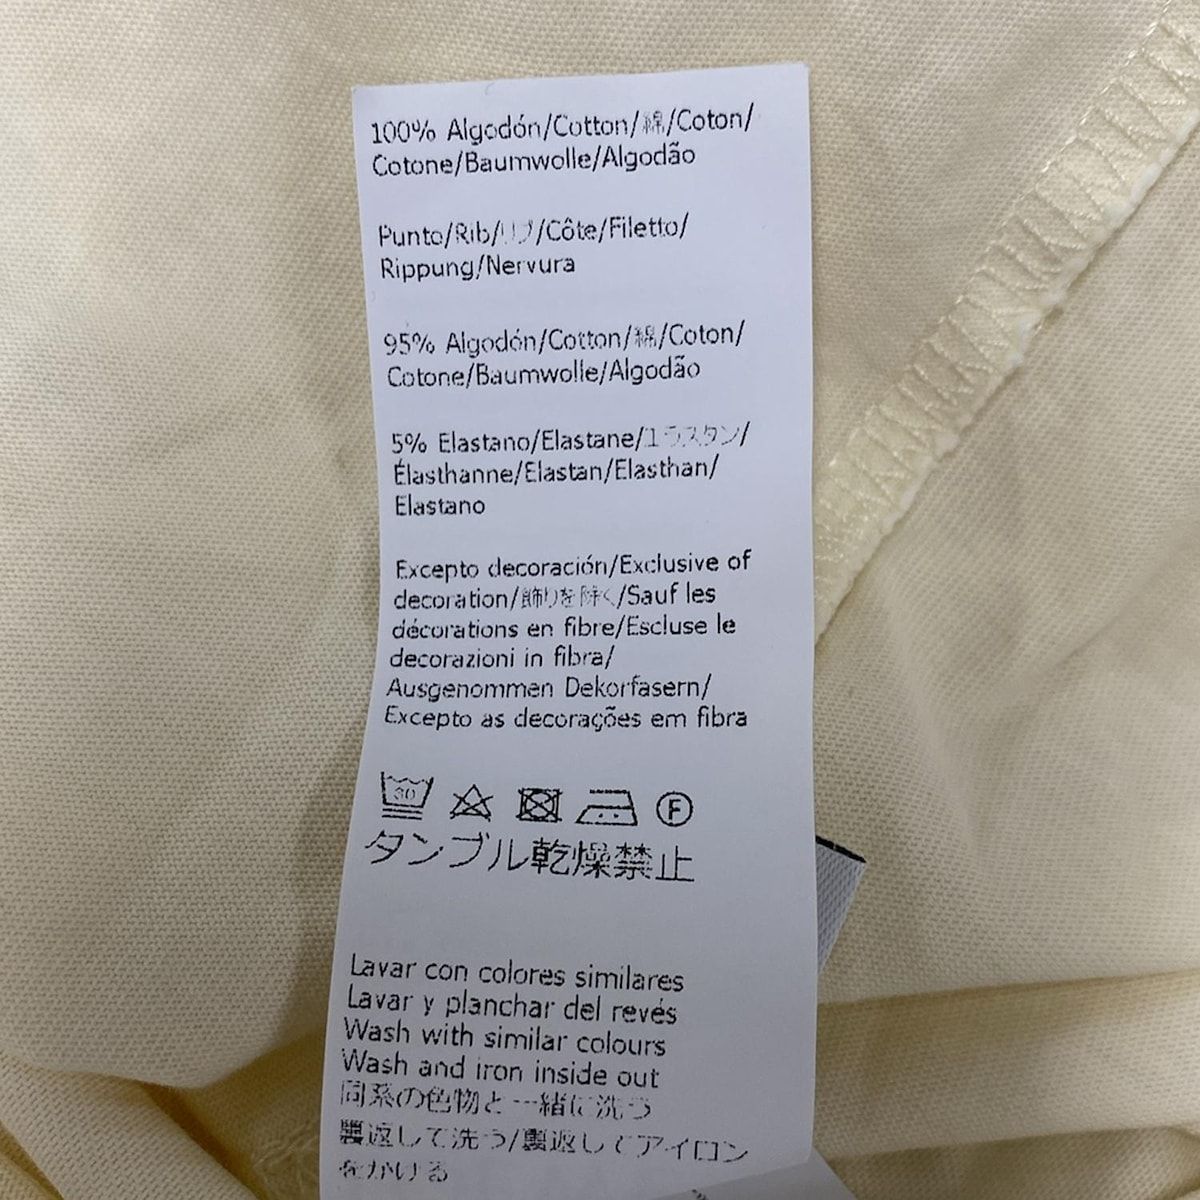 100% Algodón/Cotton/綿/Coton/
Cotone/Baumwolle/Algodão
Punto/Rib/リブ/Côte/Filetto/
Rippung/Nervura
95% Algodón/Cotton/綿/Coton/
Cotone/Baumwolle/Algodão
5% Elastano/Elastane/エラスタン/
Élasthanne/Elastan/Elasthan/
Elastano
Excepto decoración/Exclusive of
decoration/飾りを除く/Sauf les
décorations en fibre/Escluse le
decorazioni in fibra/
Ausgenommen Dekorfasern/
Excepto as decorações em fibra
30 F
タンブル乾燥禁止
Lavar con colores similares
Lavar y planchar del revés
Wash with similar colours
Wash and iron inside out
同系の色物と一緒に洗う
裏返して洗う/裏返してアイロン
をかける